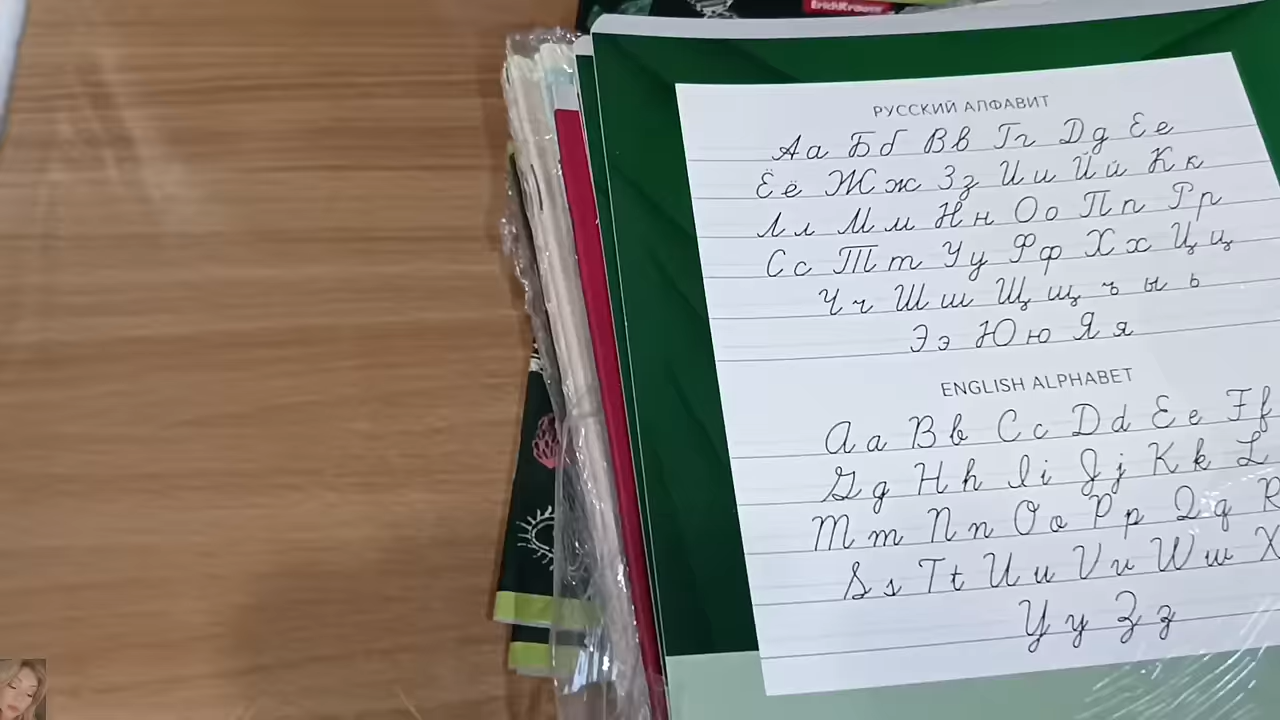 ErichKrause
РУССКИЙ АЛФАВИТ
Аа Бб Вв Гг Дд Ее
Ёё Жж Зз Ии Йй Кк
Лл Мм Нн Оо Пп Рр
Сс Тт Уу Фф Хх Цц
Чч Шш Щщ ъ ы ь
Ээ Юю Яя
ENGLISH ALPHABET
Aa Bb Cc Dd Ee Ff
Gg Hh Ii Jj Kk L
Mm Nn Oo Pp Qq R
Ss Tt Uu Vv Ww X
Yy Zz